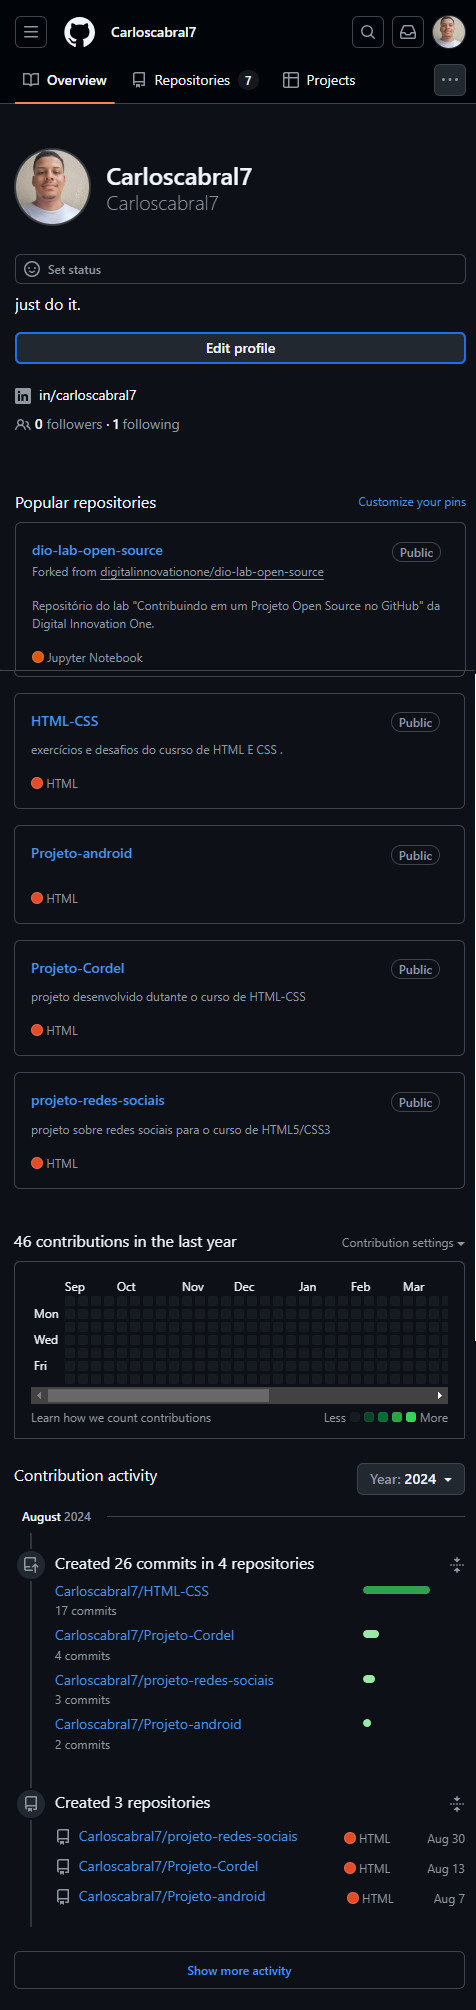 Carloscabral7
Overview Repositories 7 Projects
Carloscabral7
Carloscabral7
Set status
just do it.
Edit profile
in/carloscabral7
0 followers · 1 following
Popular repositories Customize your pins
dio-lab-open-source Public
Forked from digitalinnovationone/dio-lab-open-source
Repositório do lab "Contribuindo em um Projeto Open Source no GitHub" da
Digital Innovation One.
Jupyter Notebook
HTML-CSS Public
exercícios e desafios do cusrso de HTML E CSS .
HTML
Projeto-android Public
HTML
Projeto-Cordel Public
projeto desenvolvido dutante o curso de HTML-CSS
HTML
projeto-redes-sociais Public
projeto sobre redes sociais para o curso de HTML5/CSS3
HTML
46 contributions in the last year Contribution settings
Sep Oct Nov Dec Jan Feb Mar
Mon
Wed
Fri
Learn how we count contributions Less More
Contribution activity Year: 2024
August 2024
Created 26 commits in 4 repositories
Carloscabral7/HTML-CSS
17 commits
Carloscabral7/Projeto-Cordel
4 commits
Carloscabral7/projeto-redes-sociais
3 commits
Carloscabral7/Projeto-android
2 commits
Created 3 repositories
Carloscabral7/projeto-redes-sociais HTML Aug 30
Carloscabral7/Projeto-Cordel HTML Aug 13
Carloscabral7/Projeto-android HTML Aug 7
Show more activity